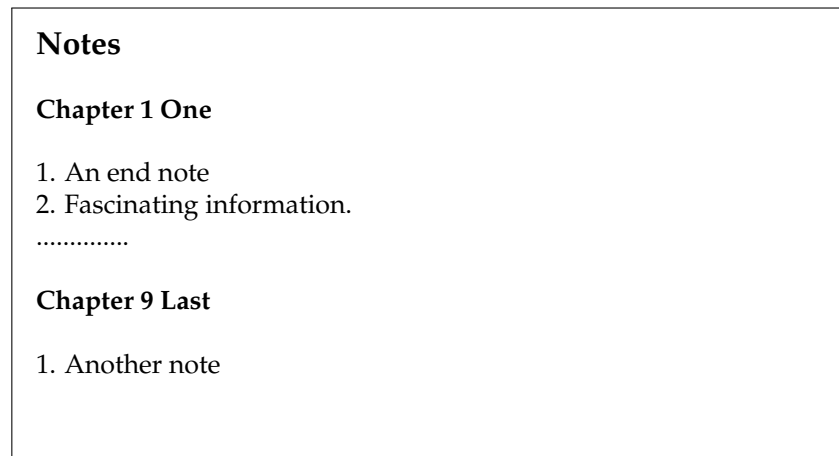 Notes
Chapter 1 One
1. An end note
2. Fascinating information.
..............
Chapter 9 Last
1. Another note